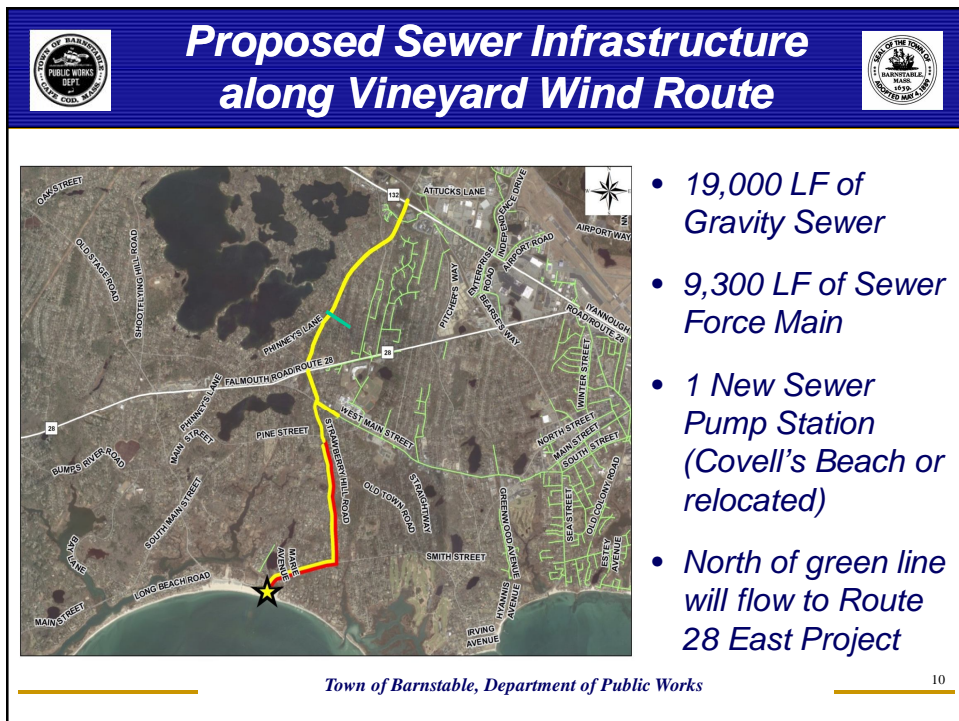 Proposed Sewer Infrastructure
along Vineyard Wind Route
TOWN OF BARNSTABLE
PUBLIC WORKS
DEPT.
CAPE COD, MASS.
SEAL OF THE TOWN OF
BARNSTABLE,
MASS.
1639.
ADOPTED MAY 4, 1889
OAK STREET
OLD STAGE ROAD
SHOOTFLYING HILL ROAD
132
ATTUCKS LANE
INDEPENDENCE DRIVE
AIRPORT WAY
AIRPORT ROAD
ENTERPRISE
ROAD
PITCHER'S WAY
BEARSE'S WAY
IYANNOUGH
ROAD/ROUTE 28
PHINNEY'S LANE
28
FALMOUTH ROAD/ROUTE 28
WINTER STREET
28
PHINNEY'S LANE
MAIN STREET
PINE STREET
WEST MAIN STREET
STRAWBERRY HILL ROAD
NORTH STREET
MAIN STREET
SOUTH STREET
BUMPS RIVER ROAD
SOUTH MAIN STREET
OLD TOWN ROAD
STRAIGHTWAY
GREENWOOD AVENUE
SEA STREET
OLD COLONY ROAD
ESTEY
AVENUE
SMITH STREET
MARIE
AVENUE
BAY LANE
LONG BEACH ROAD
MAIN STREET
HYANNIS
AVENUE
IRVING
AVENUE
• 19,000 LF of
Gravity Sewer
• 9,300 LF of Sewer
Force Main
• 1 New Sewer
Pump Station
(Covell's Beach or
relocated)
• North of green line
will flow to Route
28 East Project
Town of Barnstable, Department of Public Works
10